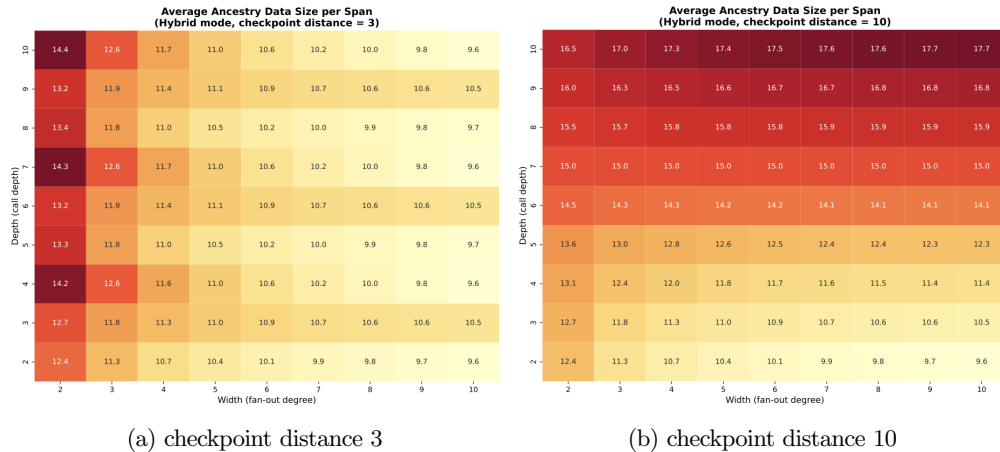 Average Ancestry Data Size per Span
(Hybrid mode, checkpoint distance = 3)
Depth (call depth)
10 14.4 12.6 11.7 11.0 10.6 10.2 10.0 9.8 9.6
9 13.2 11.9 11.4 11.1 10.9 10.7 10.6 10.6 10.5
8 13.4 11.8 11.0 10.5 10.2 10.0 9.9 9.8 9.7
7 14.3 12.6 11.7 11.0 10.6 10.2 10.0 9.8 9.6
6 13.2 11.9 11.4 11.1 10.9 10.7 10.6 10.6 10.5
5 13.3 11.8 11.0 10.5 10.2 10.0 9.9 9.8 9.7
4 14.2 12.6 11.6 11.0 10.6 10.2 10.0 9.8 9.6
3 12.7 11.8 11.3 11.0 10.9 10.7 10.6 10.6 10.5
2 12.4 11.3 10.7 10.4 10.1 9.9 9.8 9.7 9.6
2 3 4 5 6 7 8 9 10
Width (fan-out degree)
(a) checkpoint distance 3
Average Ancestry Data Size per Span
(Hybrid mode, checkpoint distance = 10)
Depth (call depth)
10 16.5 17.0 17.3 17.4 17.5 17.6 17.6 17.7 17.7
9 16.0 16.3 16.5 16.6 16.7 16.7 16.8 16.8 16.8
8 15.5 15.7 15.8 15.8 15.8 15.9 15.9 15.9 15.9
7 15.0 15.0 15.0 15.0 15.0 15.0 15.0 15.0 15.0
6 14.5 14.3 14.3 14.2 14.2 14.1 14.1 14.1 14.1
5 13.6 13.0 12.8 12.6 12.5 12.4 12.4 12.3 12.3
4 13.1 12.4 12.0 11.8 11.7 11.6 11.5 11.4 11.4
3 12.7 11.8 11.3 11.0 10.9 10.7 10.6 10.6 10.5
2 12.4 11.3 10.7 10.4 10.1 9.9 9.8 9.7 9.6
2 3 4 5 6 7 8 9 10
Width (fan-out degree)
(b) checkpoint distance 10